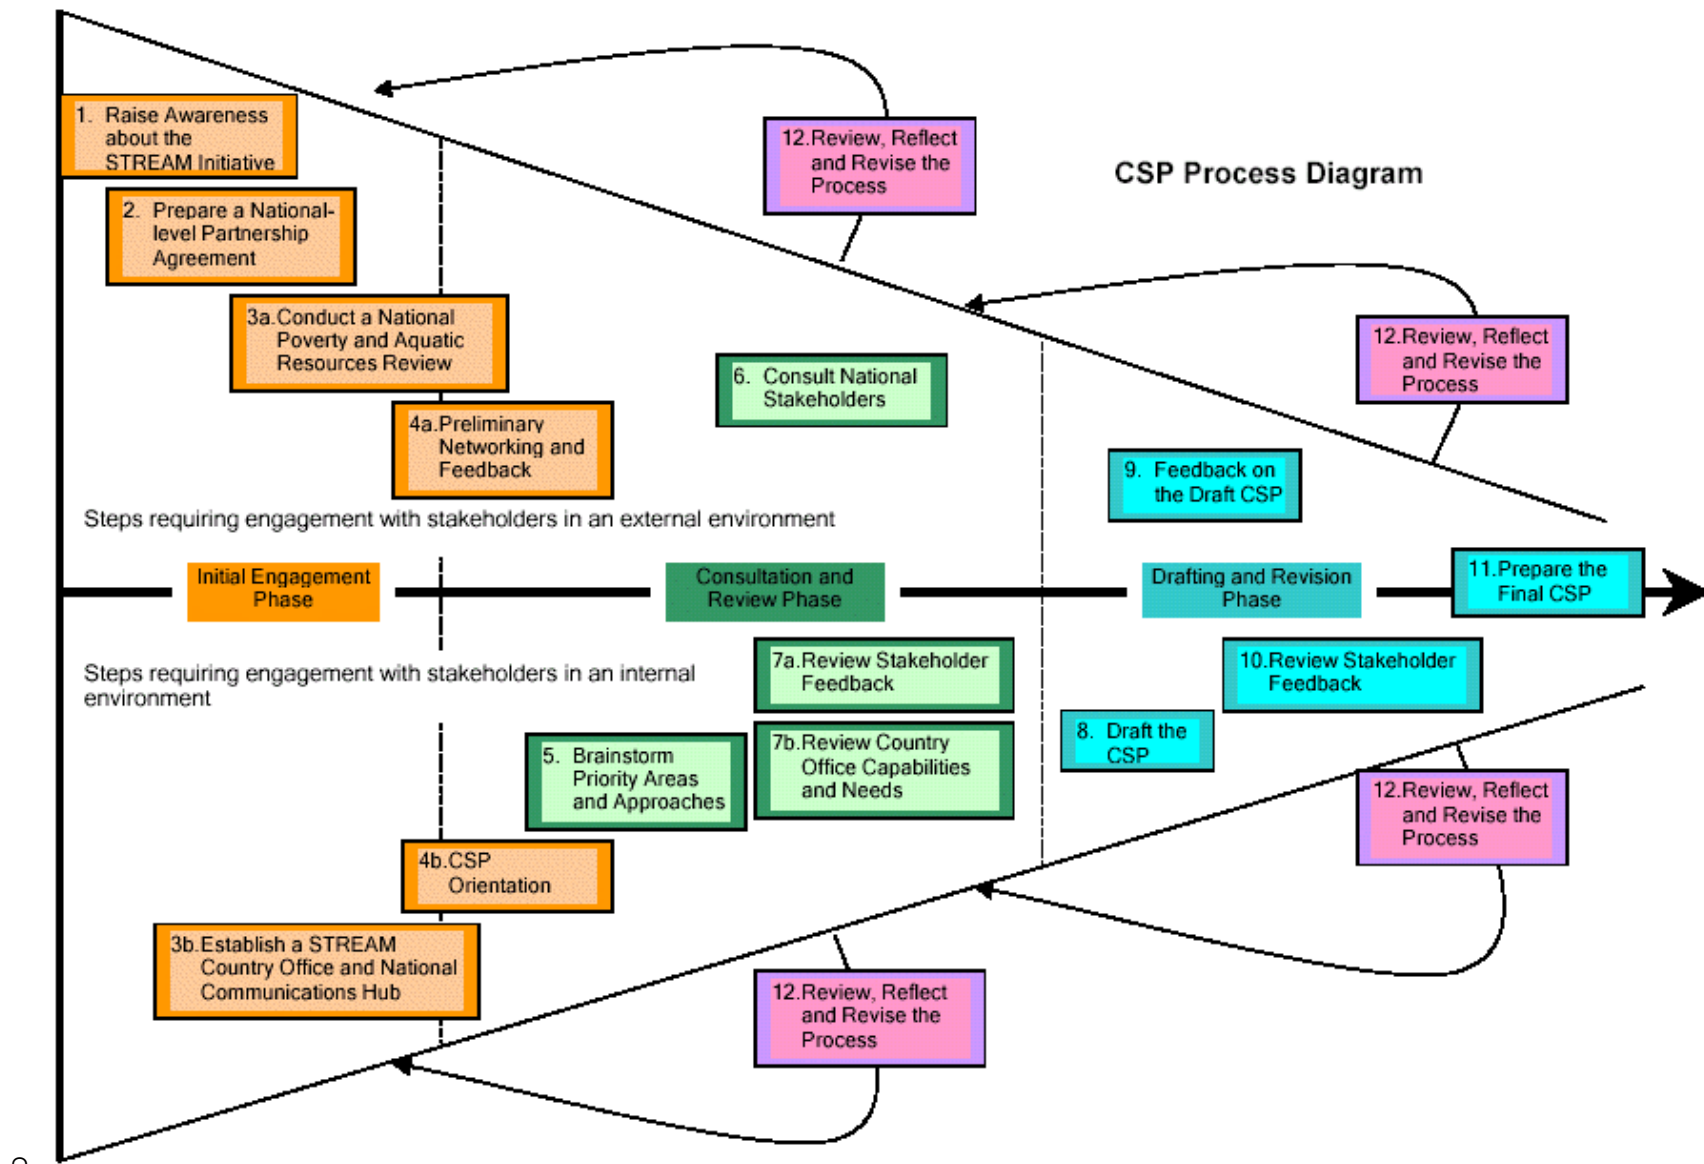 1. Raise Awareness
about the
STREAM Initiative
2. Prepare a National-
level Partnership
Agreement
3a.Conduct a National
Poverty and Aquatic
Resources Review
4a.Preliminary
Networking and
Feedback
12.Review, Reflect
and Revise the
Process
CSP Process Diagram
12.Review, Reflect
and Revise the
Process
6. Consult National
Stakeholders
9. Feedback on
the Draft CSP
Steps requiring engagement with stakeholders in an external environment
Initial Engagement
Phase
Consultation and
Review Phase
Drafting and Revision
Phase
11.Prepare the
Final CSP
Steps requiring engagement with stakeholders in an internal
environment
7a.Review Stakeholder
Feedback
10.Review Stakeholder
Feedback
5. Brainstorm
Priority Areas
and Approaches
7b.Review Country
Office Capabilities
and Needs
8. Draft the
CSP
12.Review, Reflect
and Revise the
Process
4b.CSP
Orientation
3b.Establish a STREAM
Country Office and National
Communications Hub
12.Review, Reflect
and Revise the
Process